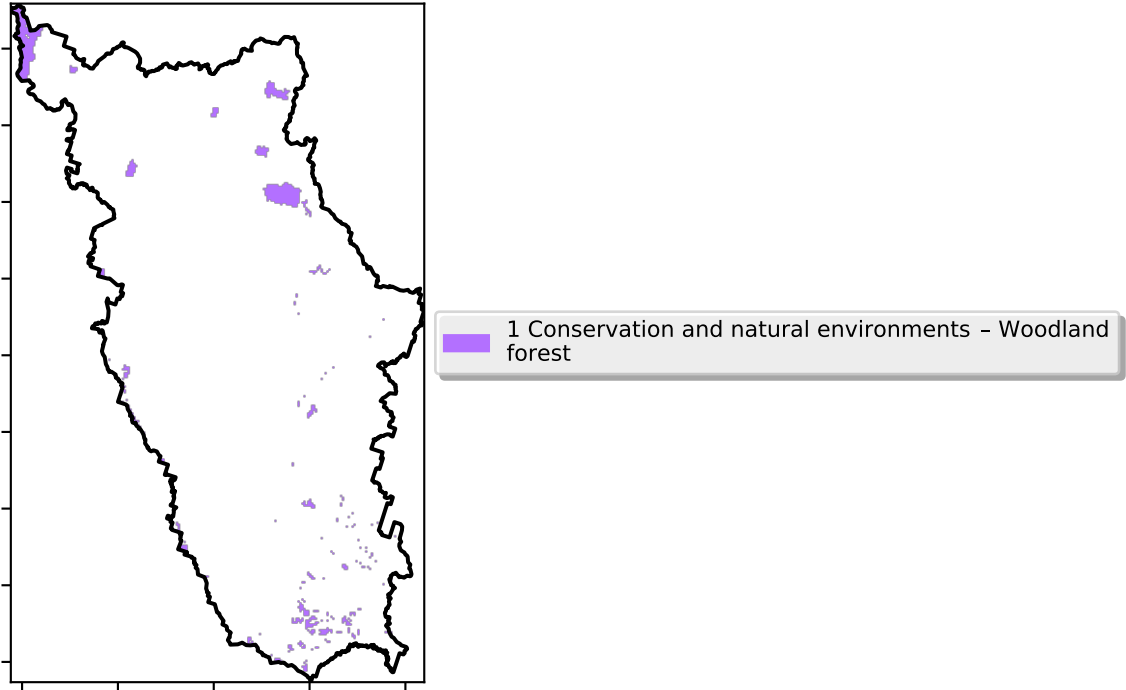 1 Conservation and natural environments – Woodland
forest